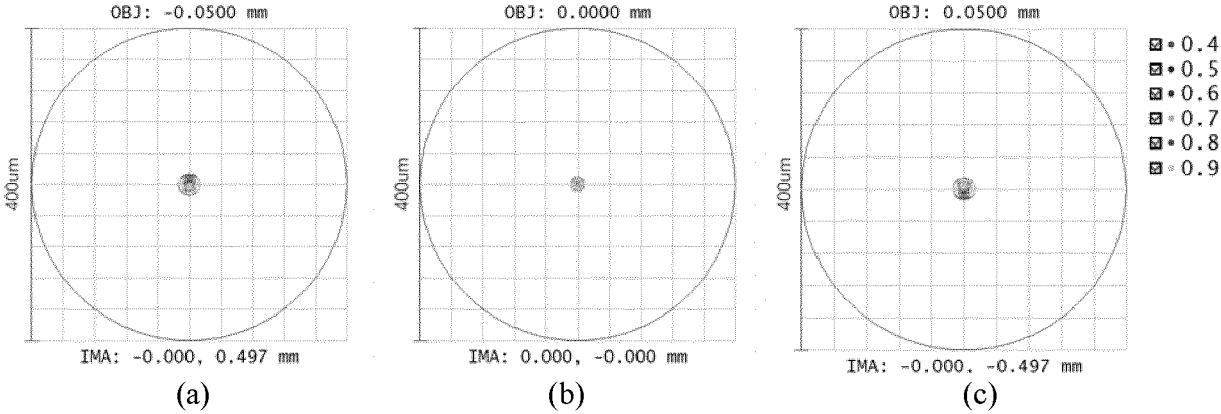 OBJ: -0.0500 mm
400um
IMA: -0.000, 0.497 mm
(a)
OBJ: 0.0000 mm
400um
IMA: 0.000, -0.000 mm
(b)
OBJ: 0.0500 mm
400um
IMA: -0.000. -0.497 mm
(c)
0.4
0.5
0.6
0.7
0.8
0.9